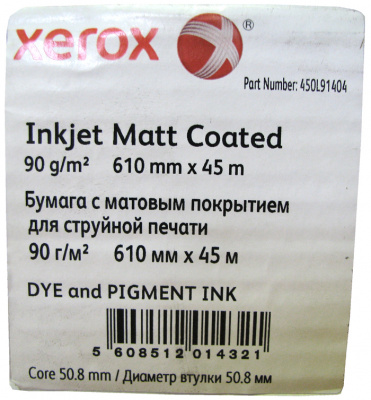 xerox ®
Part Number: 450L91404
Inkjet Matt Coated
90 g/m² 610 mm x 45 m
Бумага с матовым покрытием
для струйной печати
90 г/м² 610 мм x 45 м
DYE and PIGMENT INK
5 608512 014321
Core 50.8 mm / Диаметр втулки 50.8 мм